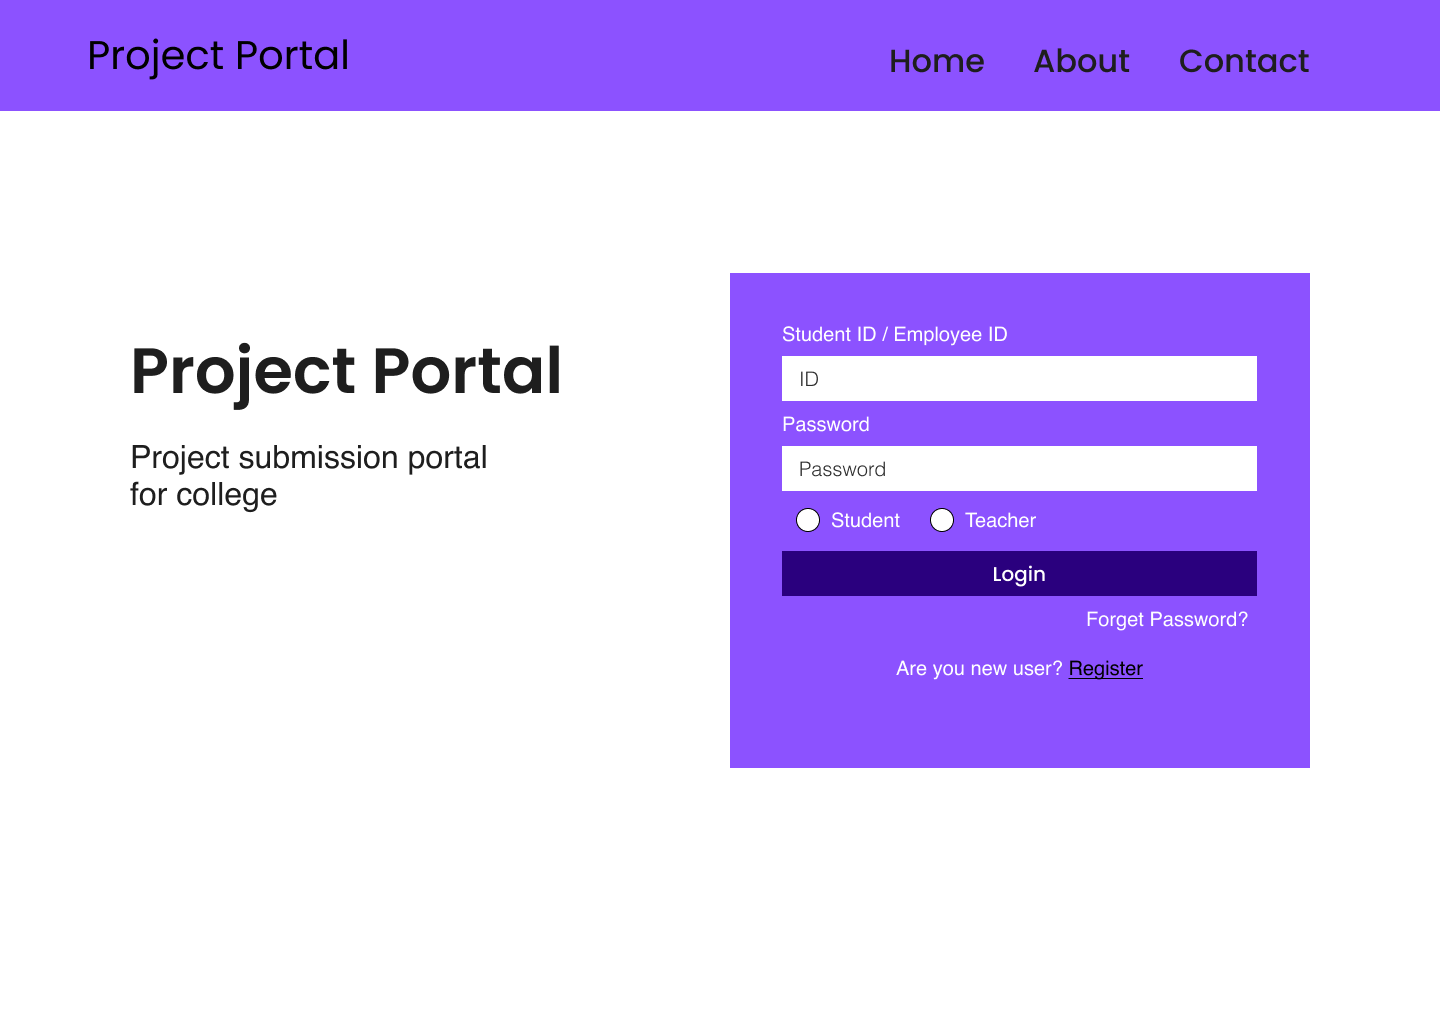 Project Portal
Home About Contact
Project Portal
Project submission portal
for college
Student ID / Employee ID
ID
Password
Password
Student Teacher
Login
Forget Password?
Are you new user? Register